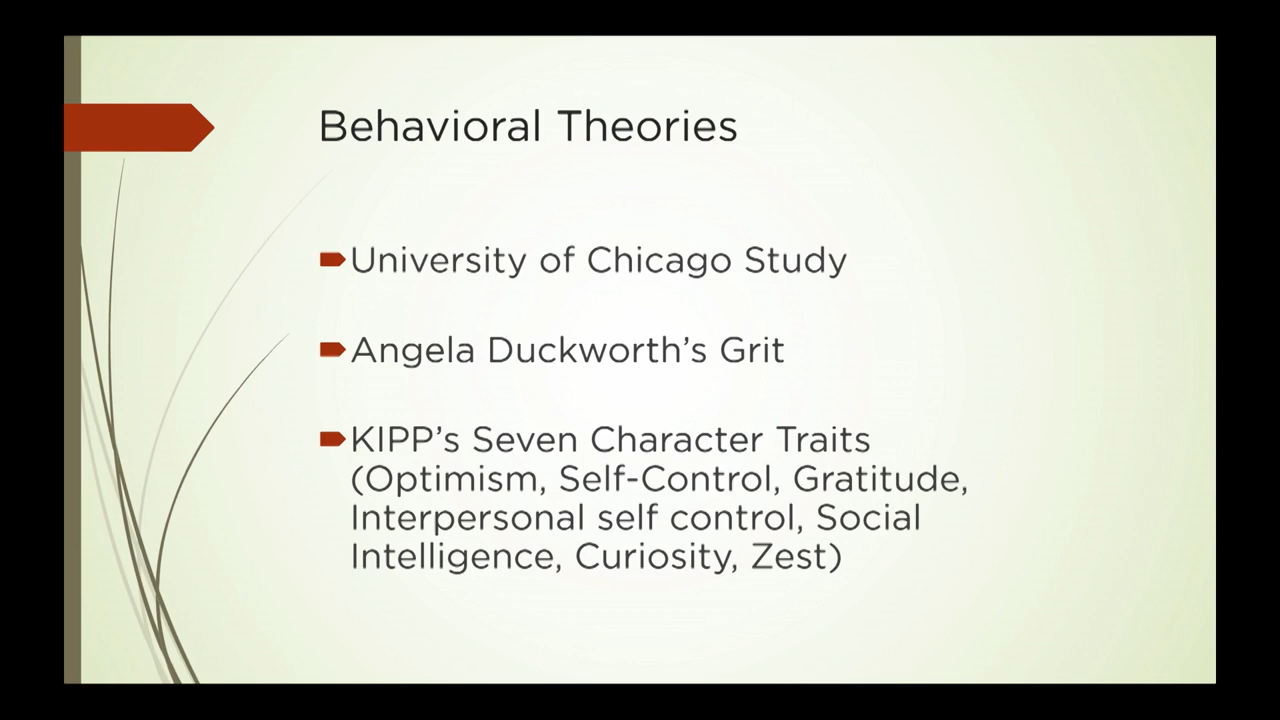 Behavioral Theories
University of Chicago Study
Angela Duckworth’s Grit
KIPP’s Seven Character Traits
(Optimism, Self-Control, Gratitude,
Interpersonal self control, Social
Intelligence, Curiosity, Zest)